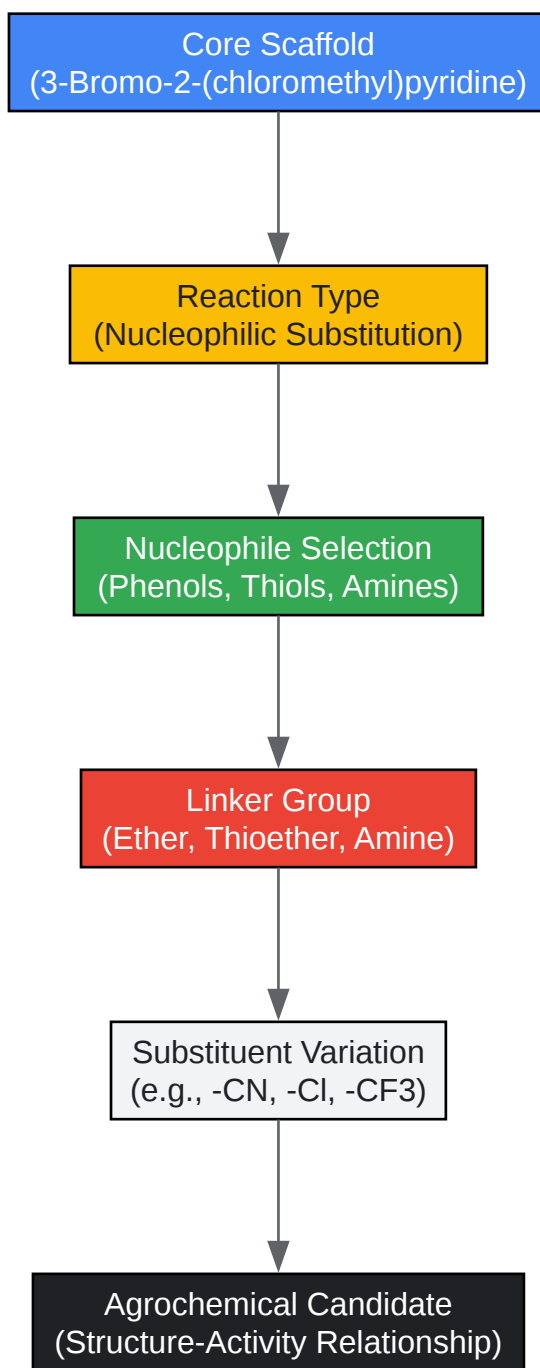 Core Scaffold
(3-Bromo-2-(chloromethyl)pyridine)
Reaction Type
(Nucleophilic Substitution)
Nucleophile Selection
(Phenols, Thiols, Amines)
Linker Group
(Ether, Thioether, Amine)
Substituent Variation
(e.g., -CN, -Cl, -CF3)
Agrochemical Candidate
(Structure-Activity Relationship)